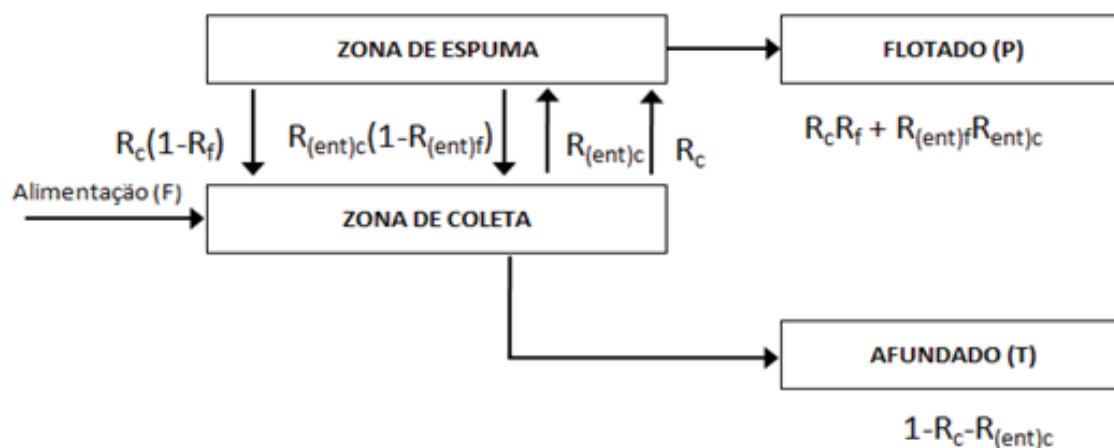 ZONA DE ESPUMA
FLOTADO (P)
R_c(1-R_f)
R_(ent)c(1-R_(ent)f)
R_(ent)c
R_c
R_cR_f + R_(ent)fR_ent)c
Alimentação (F)
ZONA DE COLETA
AFUNDADO (T)
1-R_c-R_(ent)c